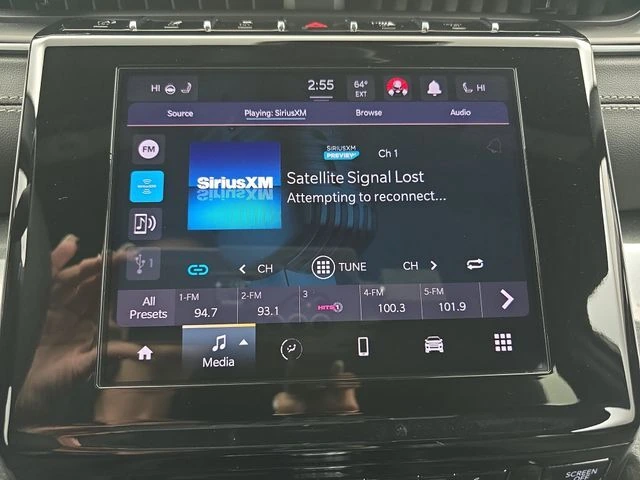 HI
2:55
64°
EXT
HI
Source
Playing: SiriusXM
Browse
Audio
FM
SIRIUSXM
PREVIEW
Ch 1
SiriusXM
Satellite Signal Lost
Attempting to reconnect...
1
CH
TUNE
CH
All
Presets
1-FM
94.7
2-FM
93.1
3
HITS1
4-FM
100.3
5-FM
101.9
Media
SCREEN
OFF